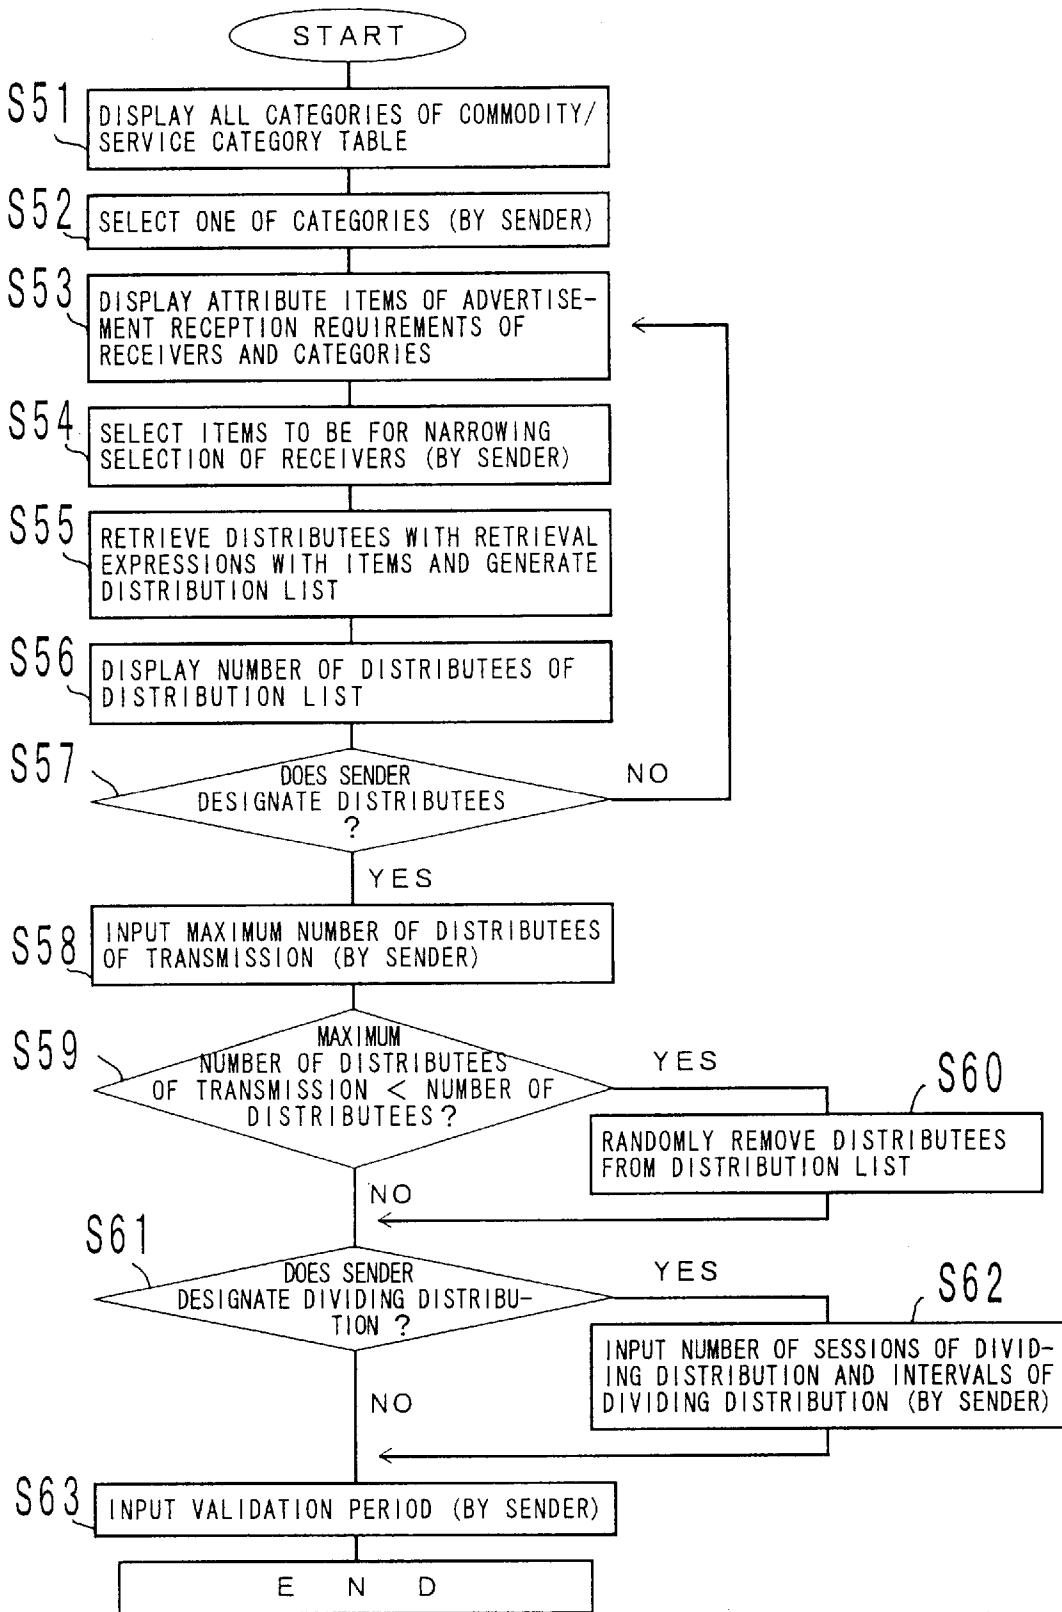 START
S51
DISPLAY ALL CATEGORIES OF COMMODITY/
SERVICE CATEGORY TABLE
S52
SELECT ONE OF CATEGORIES (BY SENDER)
S53
DISPLAY ATTRIBUTE ITEMS OF ADVERTISE-
MENT RECEPTION REQUIREMENTS OF
RECEIVERS AND CATEGORIES
S54
SELECT ITEMS TO BE FOR NARROWING
SELECTION OF RECEIVERS (BY SENDER)
S55
RETRIEVE DISTRIBUTEES WITH RETRIEVAL
EXPRESSIONS WITH ITEMS AND GENERATE
DISTRIBUTION LIST
S56
DISPLAY NUMBER OF DISTRIBUTEES OF
DISTRIBUTION LIST
S57
DOES SENDER
DESIGNATE DISTRIBUTEES
?
NO
YES
S58
INPUT MAXIMUM NUMBER OF DISTRIBUTEES
OF TRANSMISSION (BY SENDER)
S59
MAXIMUM
NUMBER OF DISTRIBUTEES
OF TRANSMISSION < NUMBER OF
DISTRIBUTEES?
YES
S60
RANDOMLY REMOVE DISTRIBUTEES
FROM DISTRIBUTION LIST
NO
S61
DOES SENDER
DESIGNATE DIVIDING DISTRIBU-
TION ?
YES
S62
INPUT NUMBER OF SESSIONS OF DIVID-
ING DISTRIBUTION AND INTERVALS OF
DIVIDING DISTRIBUTION (BY SENDER)
NO
S63
INPUT VALIDATION PERIOD (BY SENDER)
E N D